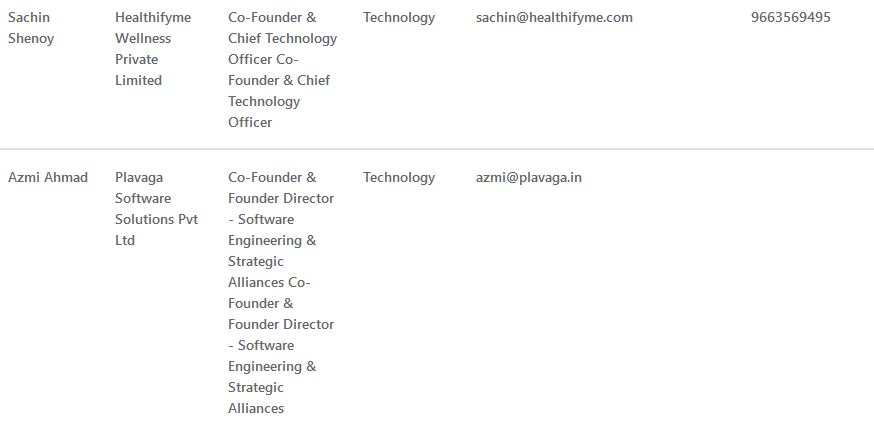 Sachin Shenoy
Healthifyme Wellness Private Limited
Co-Founder & Chief Technology Officer Co-Founder & Chief Technology Officer
Technology
sachin@healthifyme.com
9663569495
Azmi Ahmad
Plavaga Software Solutions Pvt Ltd
Co-Founder & Founder Director - Software Engineering & Strategic Alliances Co-Founder & Founder Director - Software Engineering & Strategic Alliances
Technology
azmi@plavaga.in